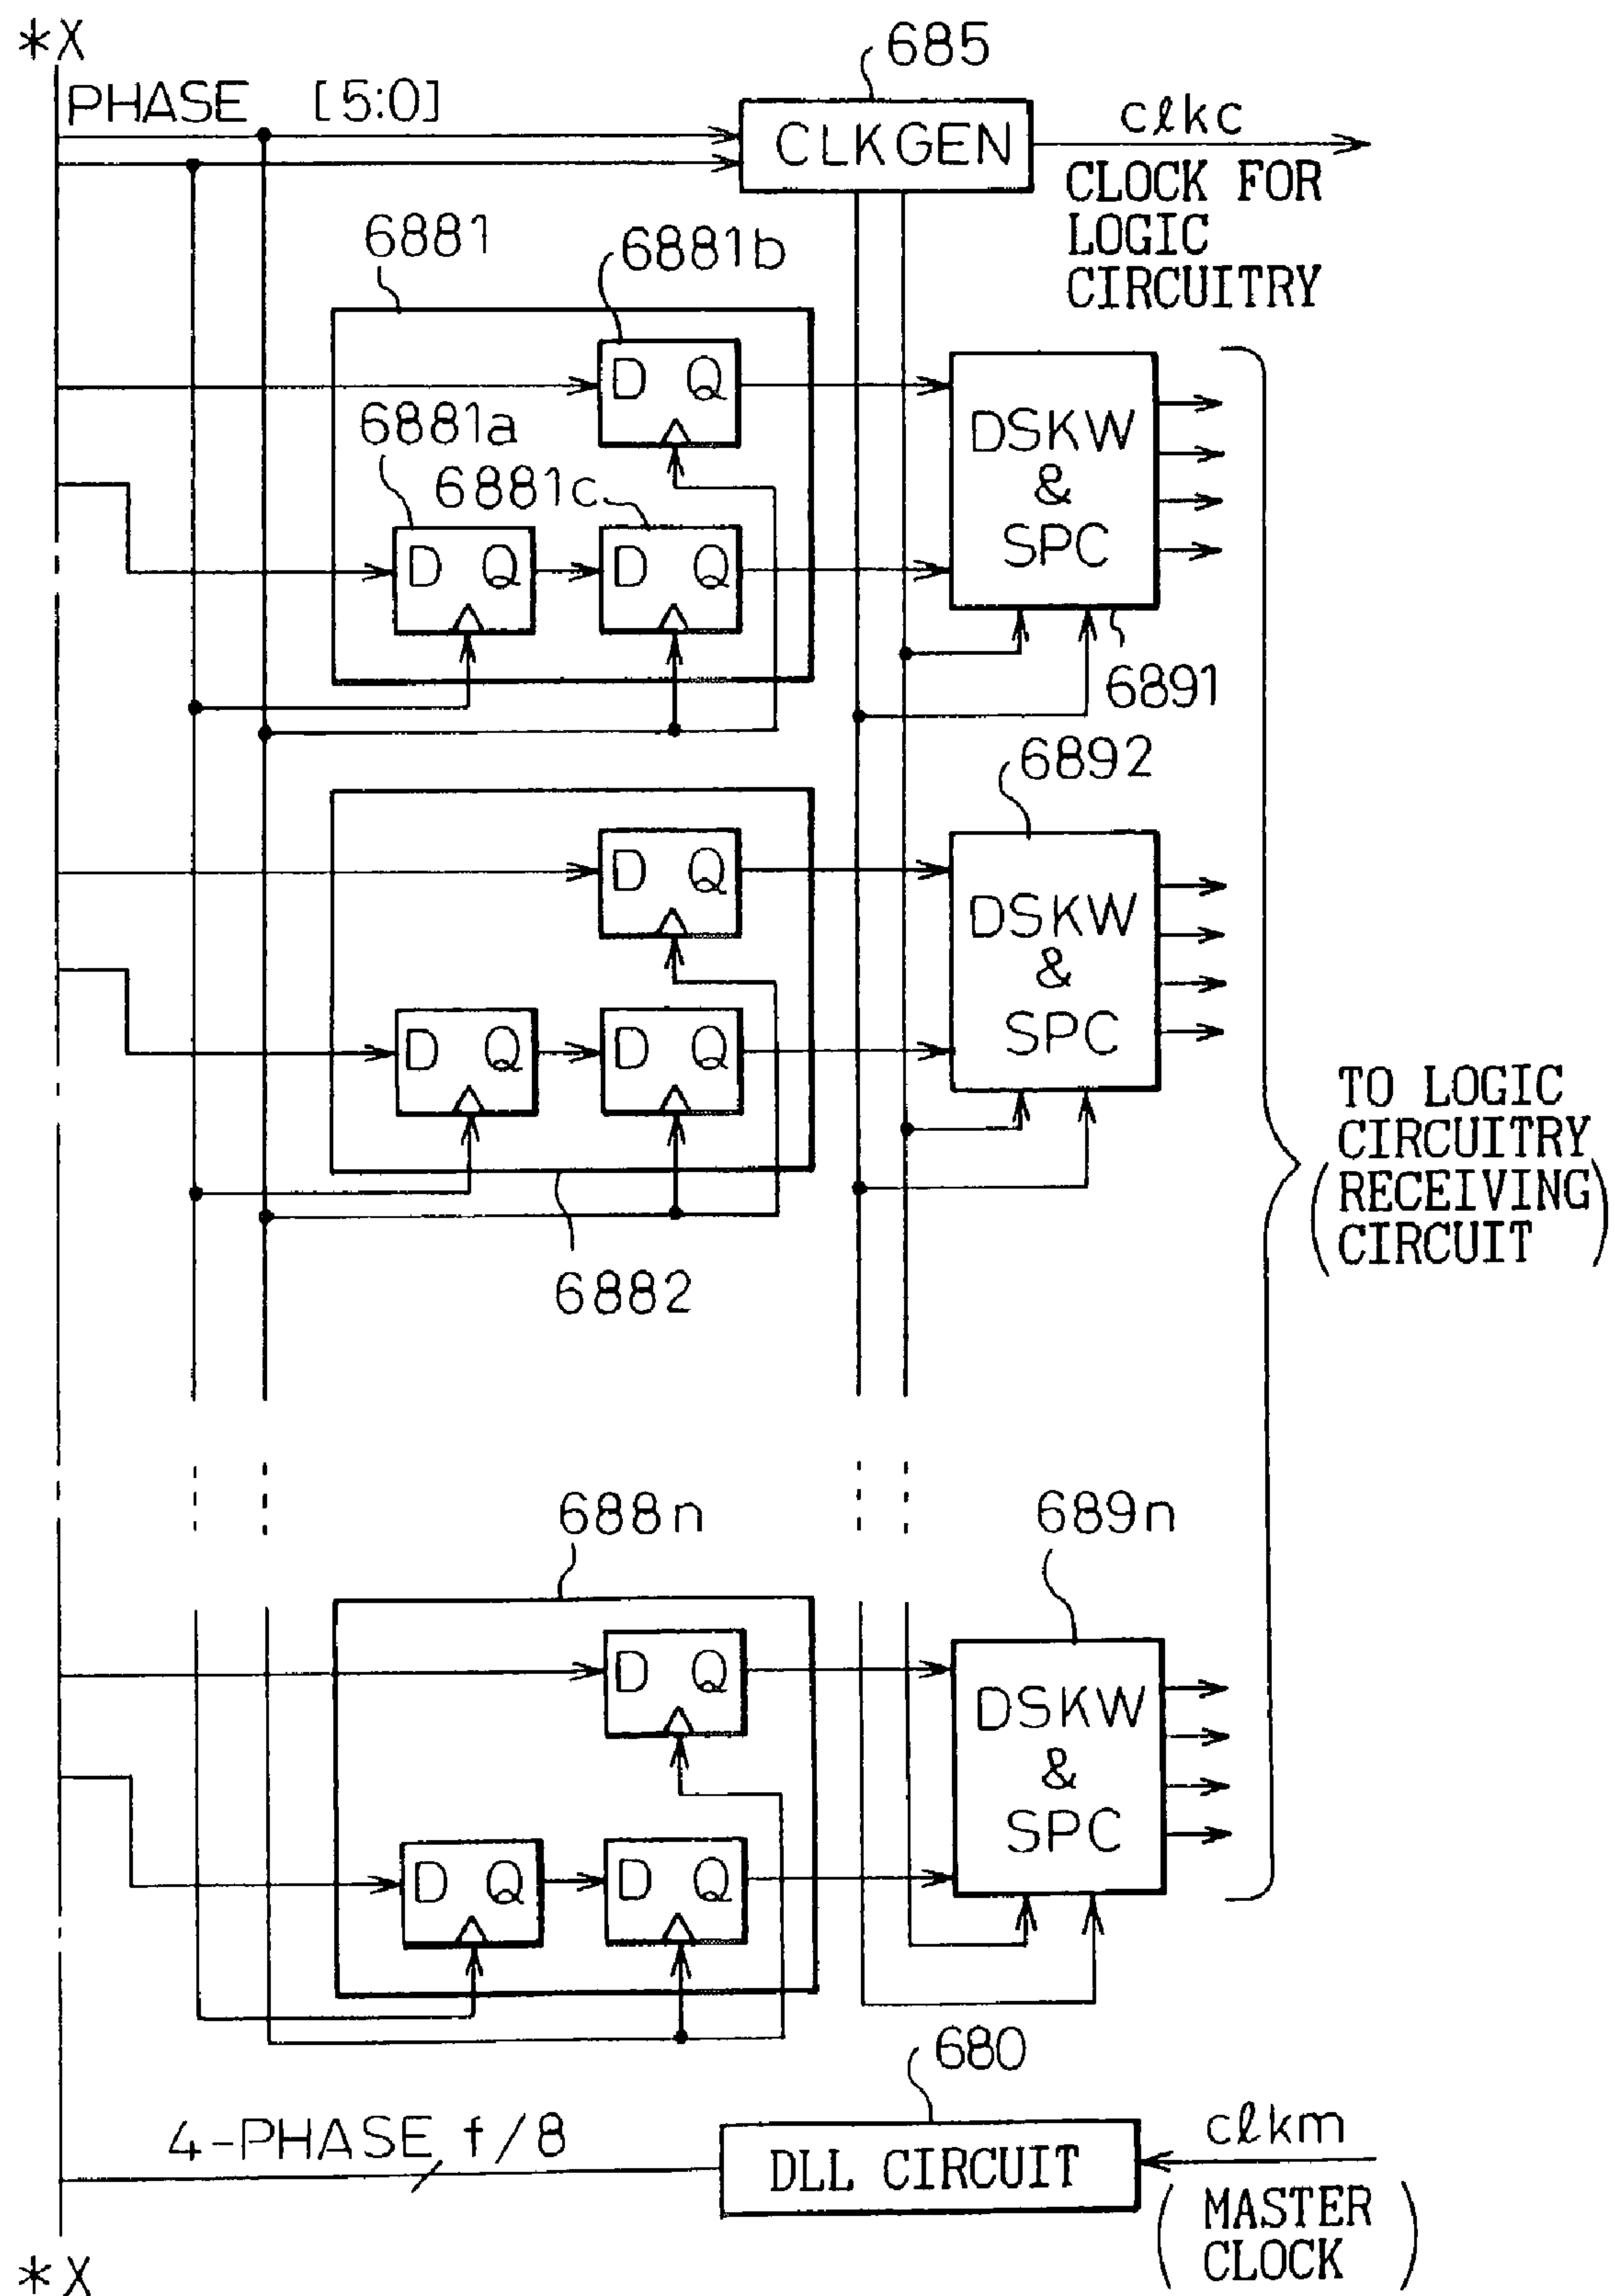 *X
685
PHASE [5:0]
CLKGEN
clkc
CLOCK FOR
LOGIC
CIRCUITRY
6881
6881b
D Q
DSKW
&
SPC
6881a
6881c
D Q
D Q
6891
6892
D Q
DSKW
&
SPC
D Q
D Q
TO LOGIC
CIRCUITRY
(RECEIVING
CIRCUIT)
6882
688n
689n
D Q
DSKW
&
SPC
D Q
D Q
680
4-PHASE f/8
DLL CIRCUIT
clkm
(MASTER
CLOCK)
*X